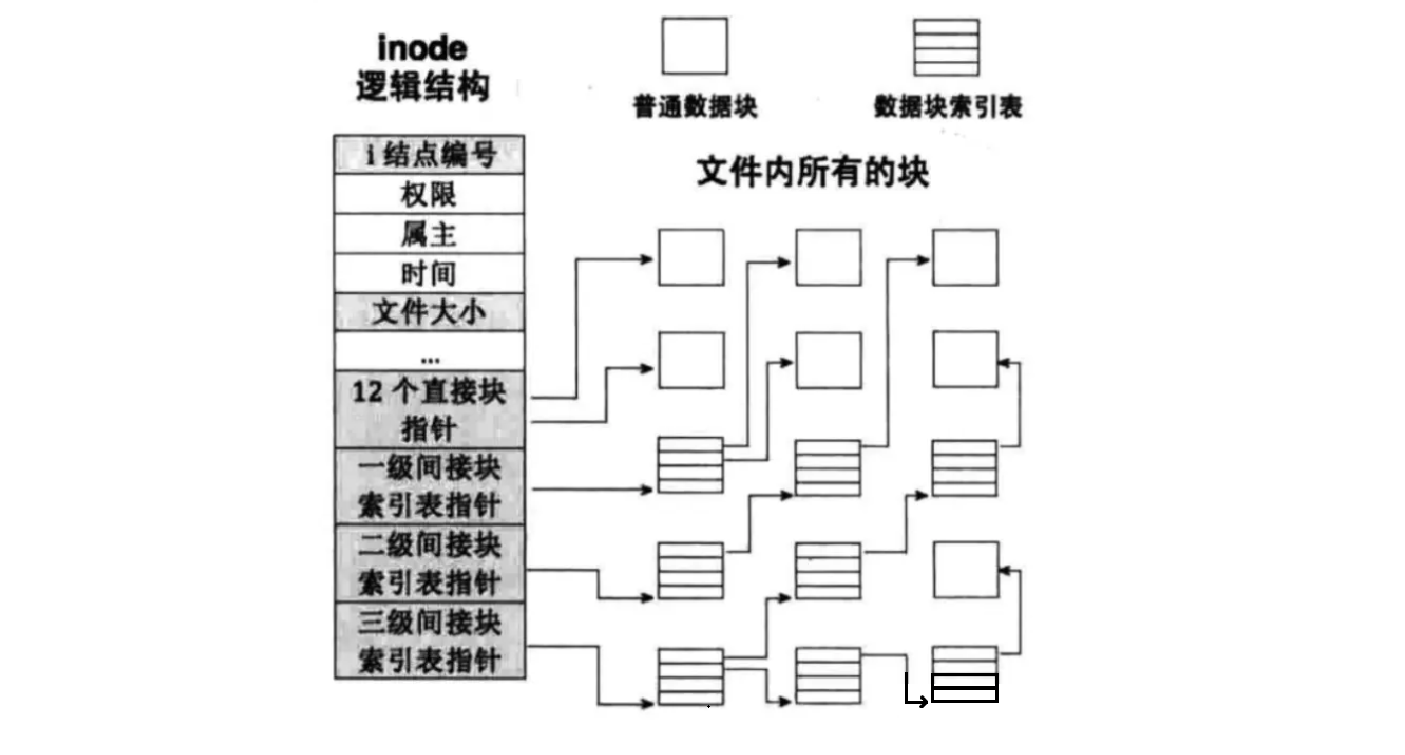 inode
逻辑结构
普通数据块
数据块索引表
文件内所有的块
i 结点编号
权限
属主
时间
文件大小
...
12 个直接块
指针
一级间接块
索引表指针
二级间接块
索引表指针
三级间接块
索引表指针